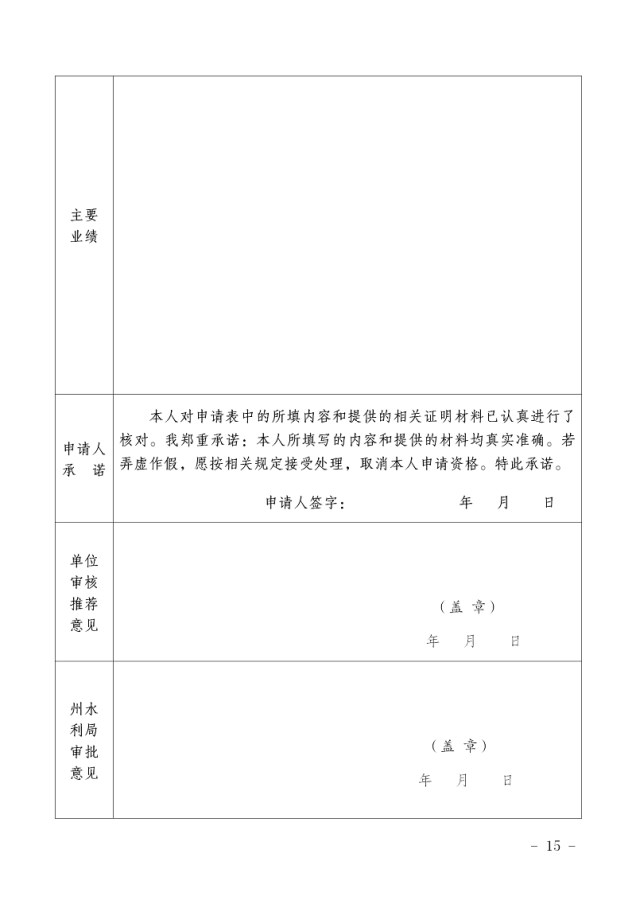 主要
业绩
本人对申请表中的所填内容和提供的相关证明材料已认真进行了
核对。我郑重承诺：本人所填写的内容和提供的材料均真实准确。若
弄虚作假，愿按相关规定接受处理，取消本人申请资格。特此承诺。
申请人
承 诺
申请人签字： 年 月 日
单位
审核
推荐
意见
（盖 章）
年 月 日
州水
利局
审批
意见
（盖 章）
年 月 日
- 15 -